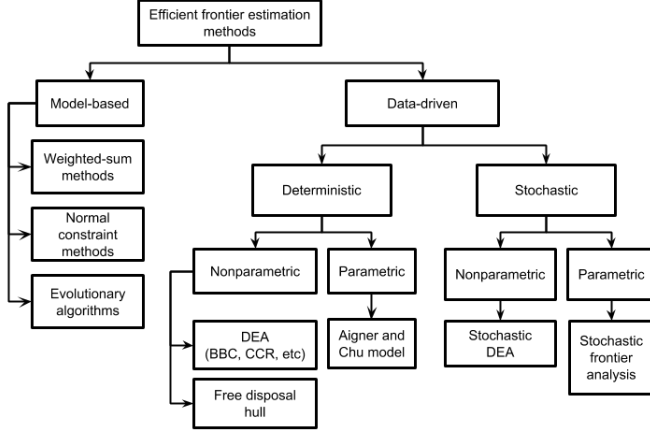 Efficient frontier estimation
methods
Model-based
Data-driven
Weighted-sum
methods
Normal
constraint
methods
Evolutionary
algorithms
Deterministic
Stochastic
Nonparametric
Parametric
Nonparametric
Parametric
DEA
(BBC, CCR, etc)
Aigner and
Chu model
Stochastic
DEA
Stochastic
frontier
analysis
Free disposal
hull